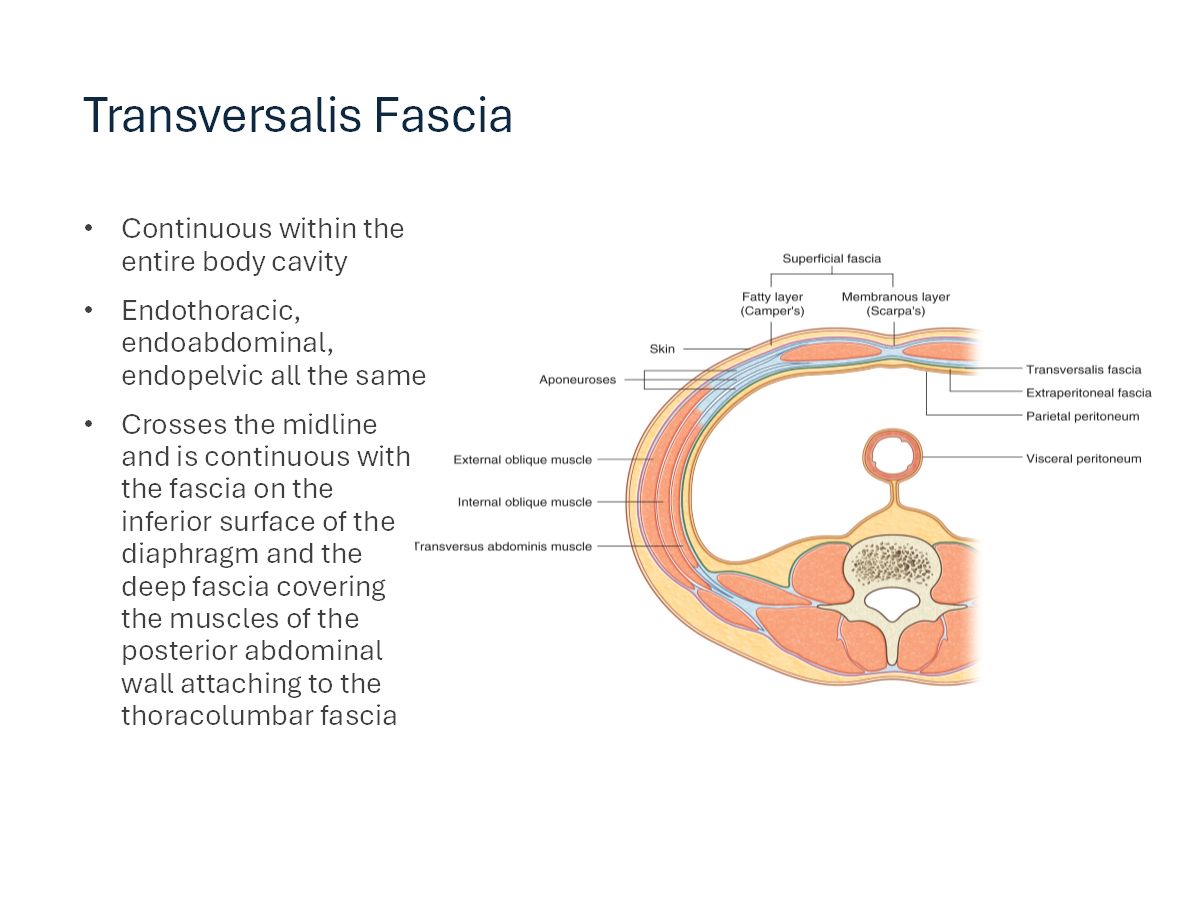 Transversalis Fascia
• Continuous within the
entire body cavity
• Endothoracic,
endoabdominal,
endopelvic all the same
• Crosses the midline
and is continuous with
the fascia on the
inferior surface of the
diaphragm and the
deep fascia covering
the muscles of the
posterior abdominal
wall attaching to the
thoracolumbar fascia
Superficial fascia
Fatty layer
(Camper's)
Membranous layer
(Scarpa's)
Skin
Aponeuroses
External oblique muscle
Internal oblique muscle
Transversus abdominis muscle
Transversalis fascia
Extraperitoneal fascia
Parietal peritoneum
Visceral peritoneum